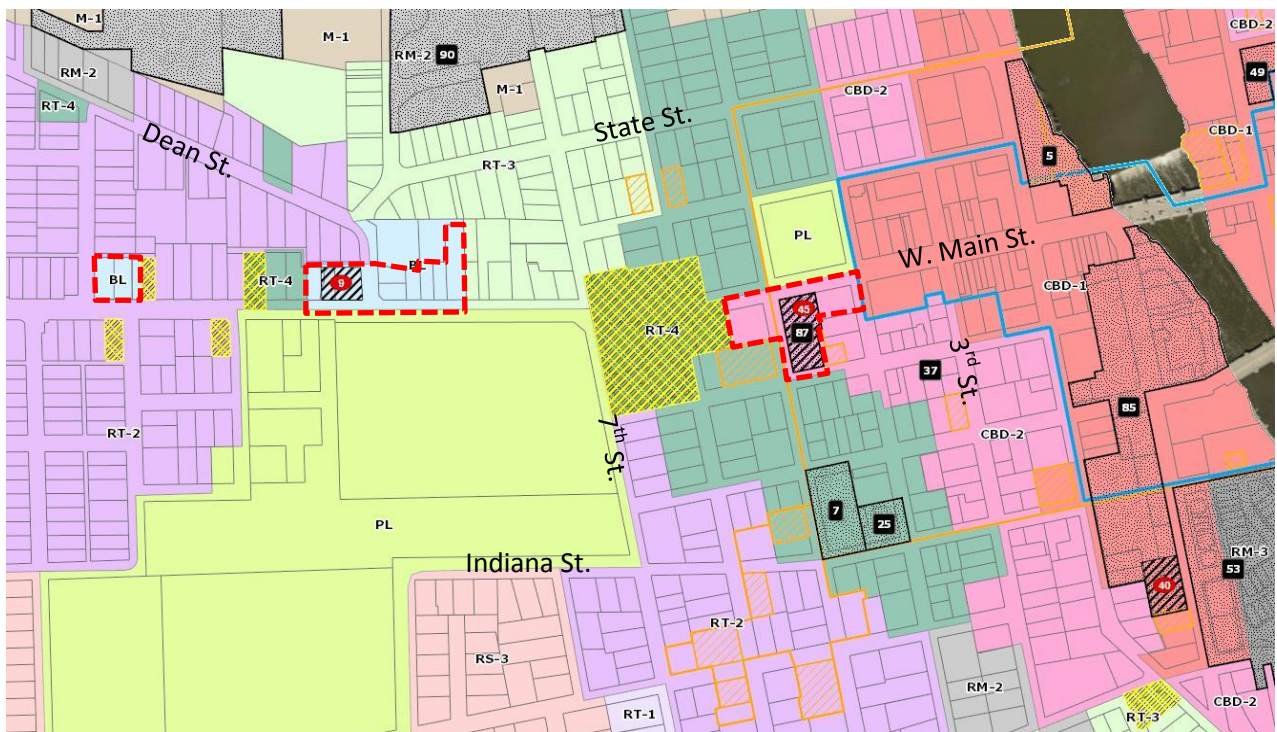 M-1
CBD-2
M-1
RM-2
90
49
RM-2
M-1
CBD-2
RT-4
State St.
CBD-1
Dean St.
5
RT-3
PL
W. Main St.
BL
BL
RT-4
9
CBD-1
45
RT-4
87
3rd St.
37
85
7th St.
RT-2
CBD-2
7
25
PL
Indiana St.
RM-3
53
40
RT-2
RS-3
RM-2
CBD-2
RT-1
RT-3